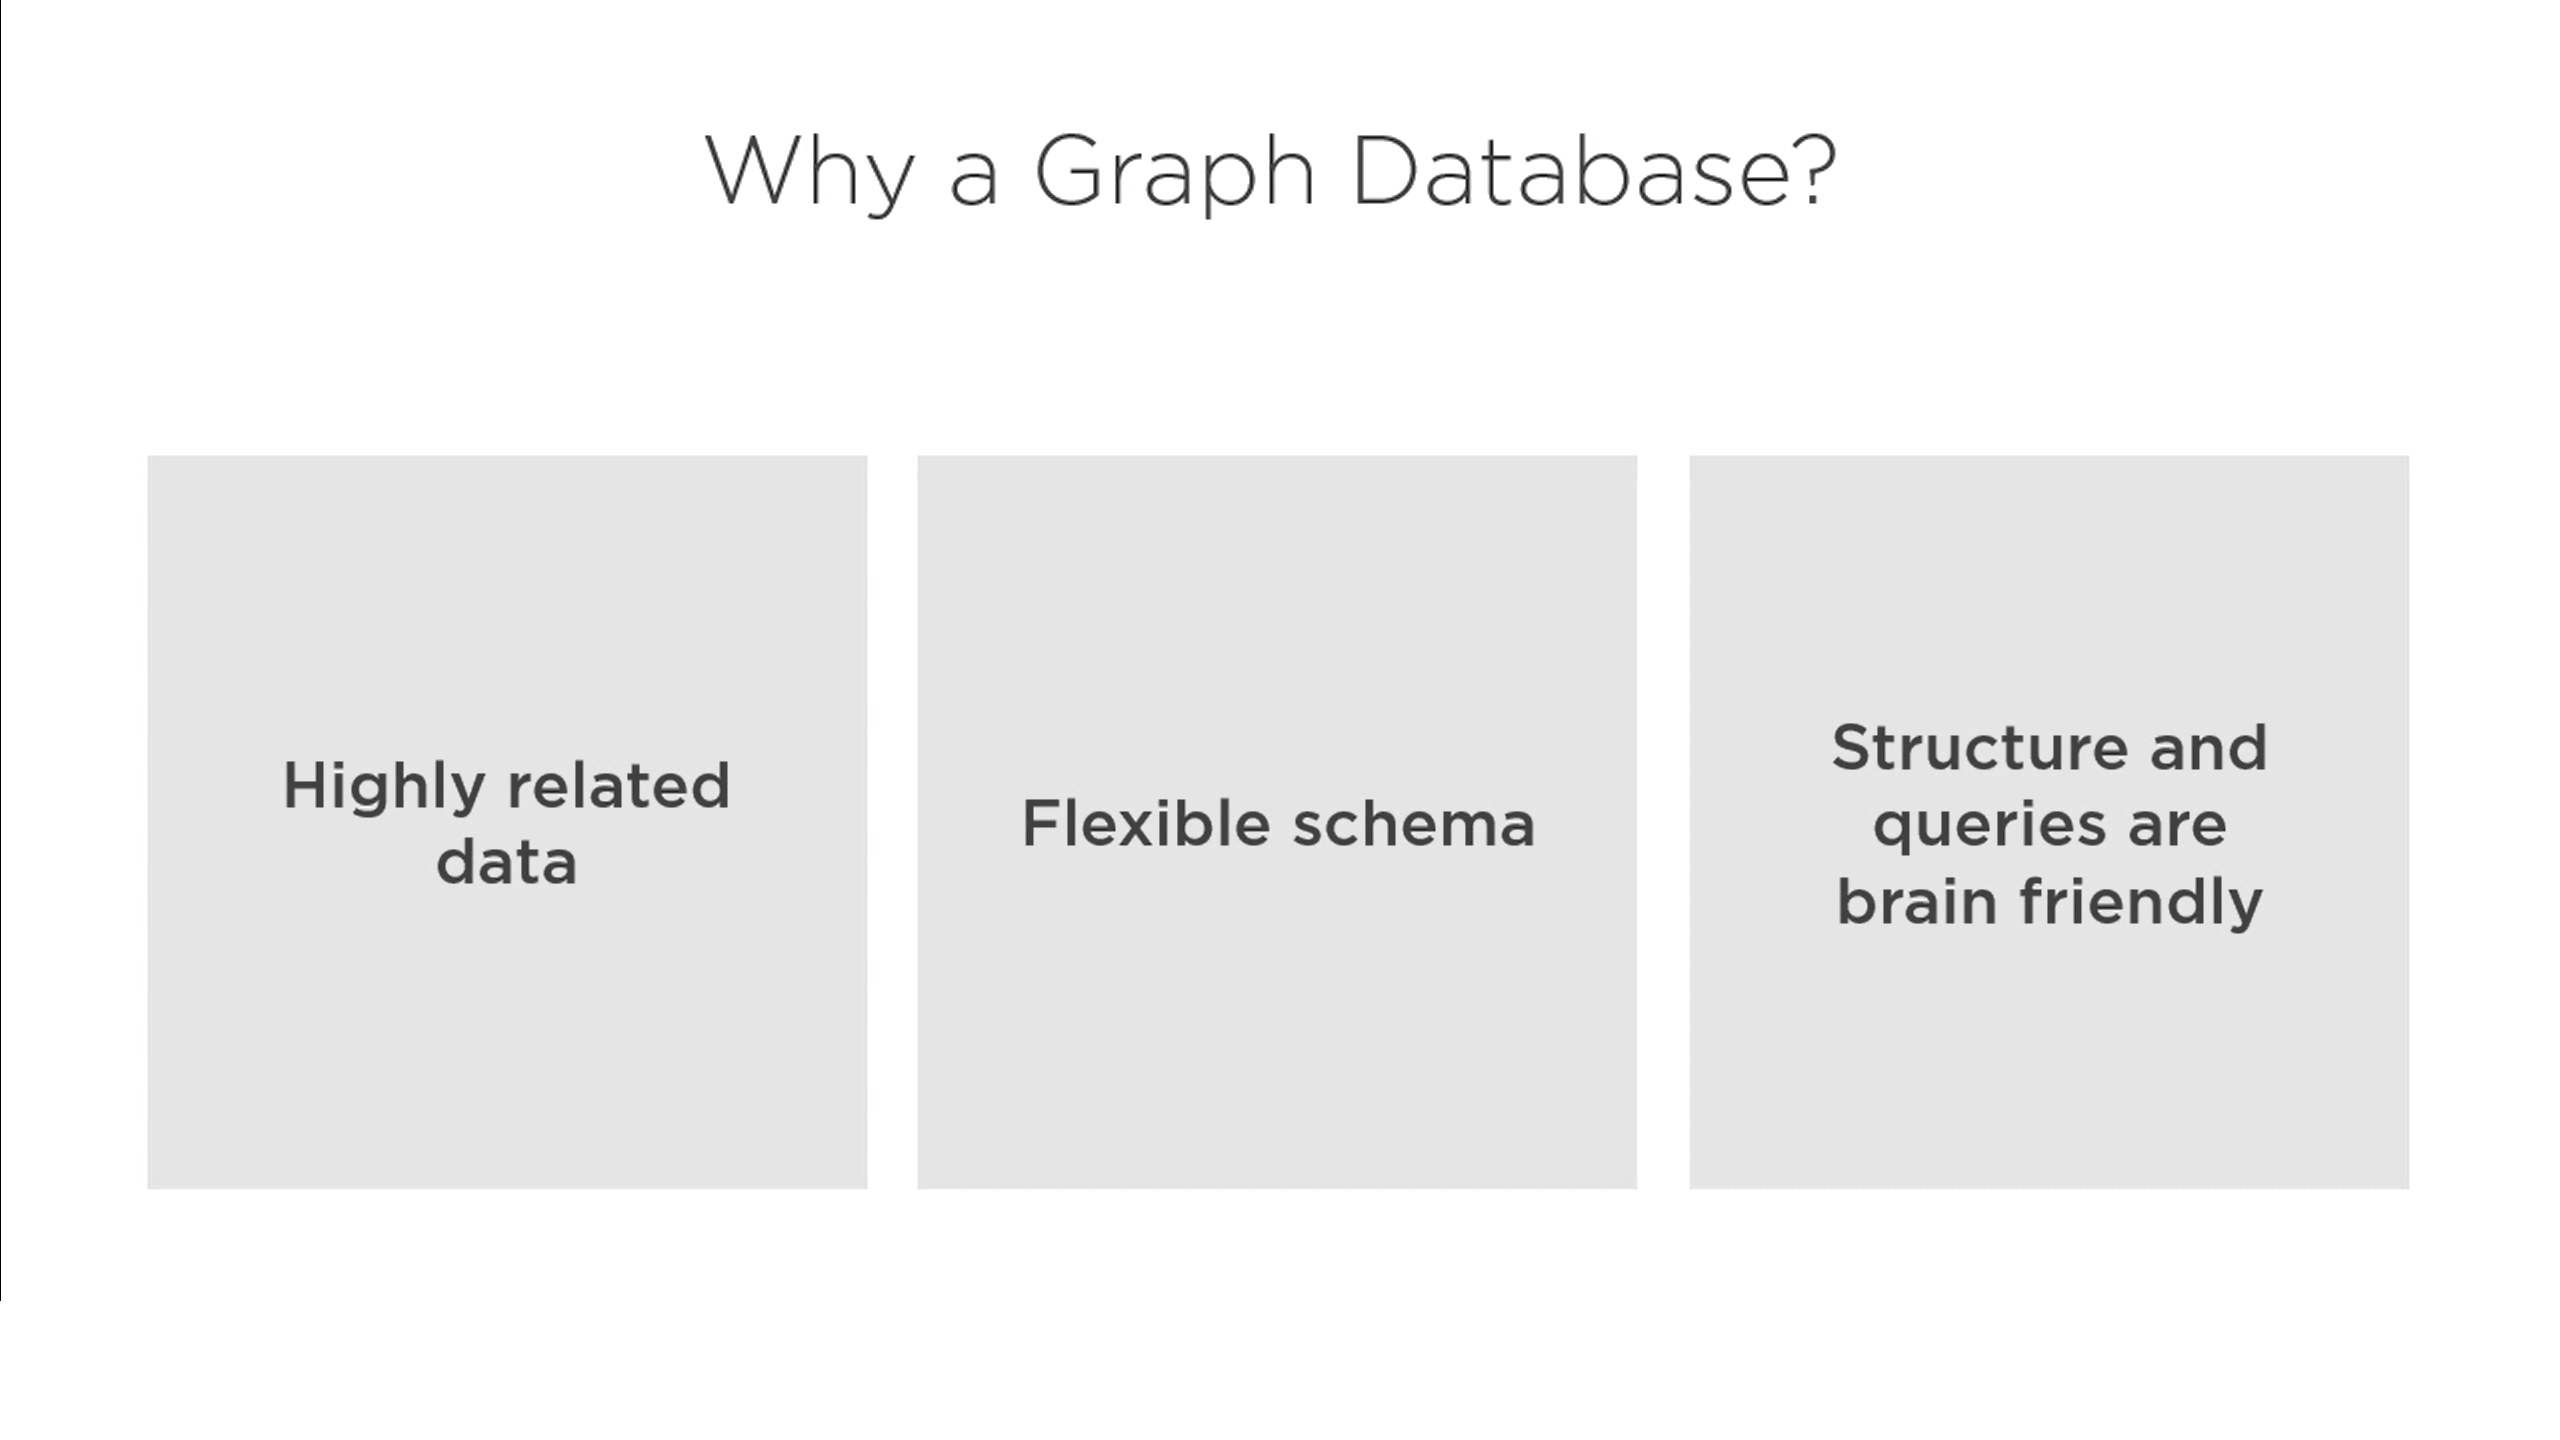 Why a Graph Database?
Highly related
data
Flexible schema
Structure and
queries are
brain friendly